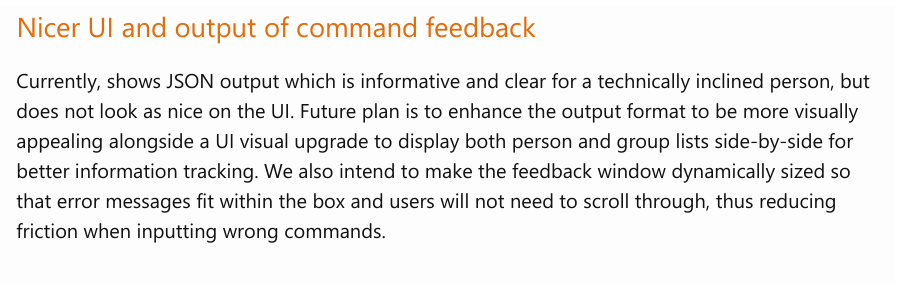 Nicer UI and output of command feedback
Currently, shows JSON output which is informative and clear for a technically inclined person, but
does not look as nice on the UI. Future plan is to enhance the output format to be more visually
appealing alongside a UI visual upgrade to display both person and group lists side-by-side for
better information tracking. We also intend to make the feedback window dynamically sized so
that error messages fit within the box and users will not need to scroll through, thus reducing
friction when inputting wrong commands.